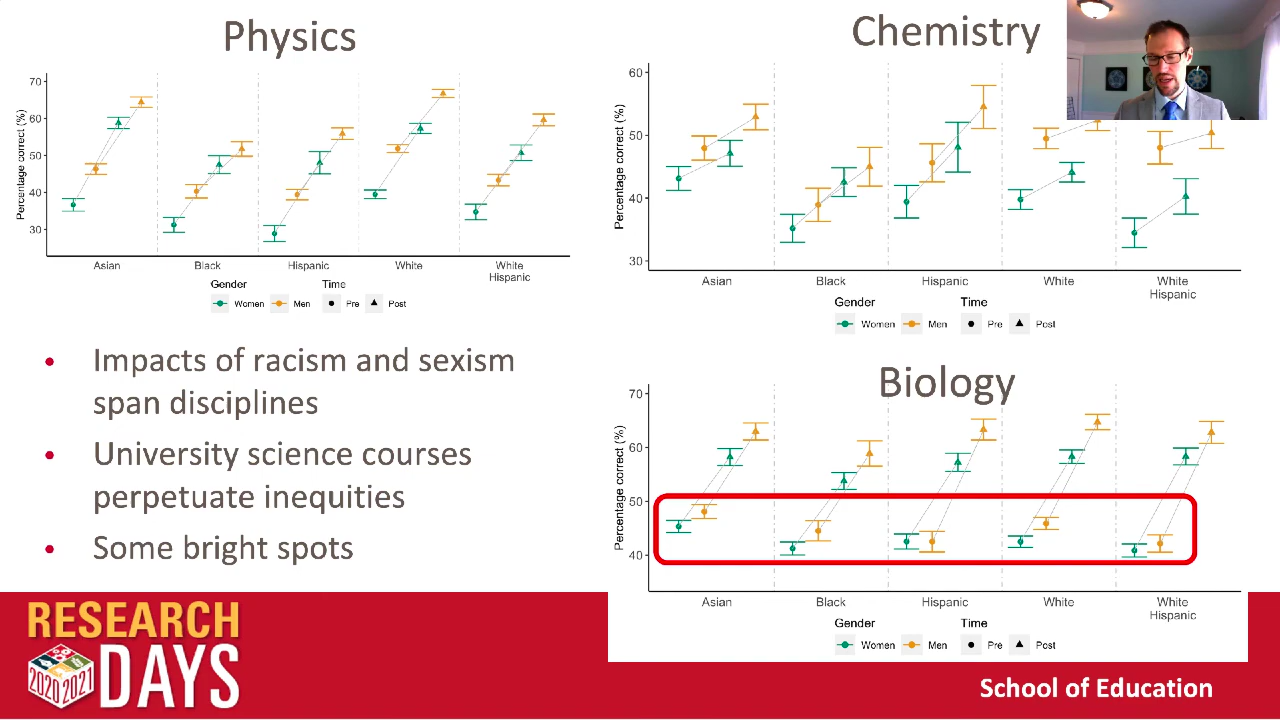 Physics
Percentage correct (%)
70
60
50
40
30
Asian
Black
Hispanic
White
White
Hispanic
Gender
Time
Women
Men
Pre
Post
Chemistry
Percentage correct (%)
60
50
40
30
Asian
Black
Hispanic
White
White
Hispanic
Gender
Time
Women
Men
Pre
Post
• Impacts of racism and sexism
span disciplines
• University science courses
perpetuate inequities
• Some bright spots
Biology
Percentage correct (%)
70
60
50
40
Asian
Black
Hispanic
White
White
Hispanic
Gender
Time
Women
Men
Pre
Post
RESEARCH
DAYS
2020 2021
School of Education